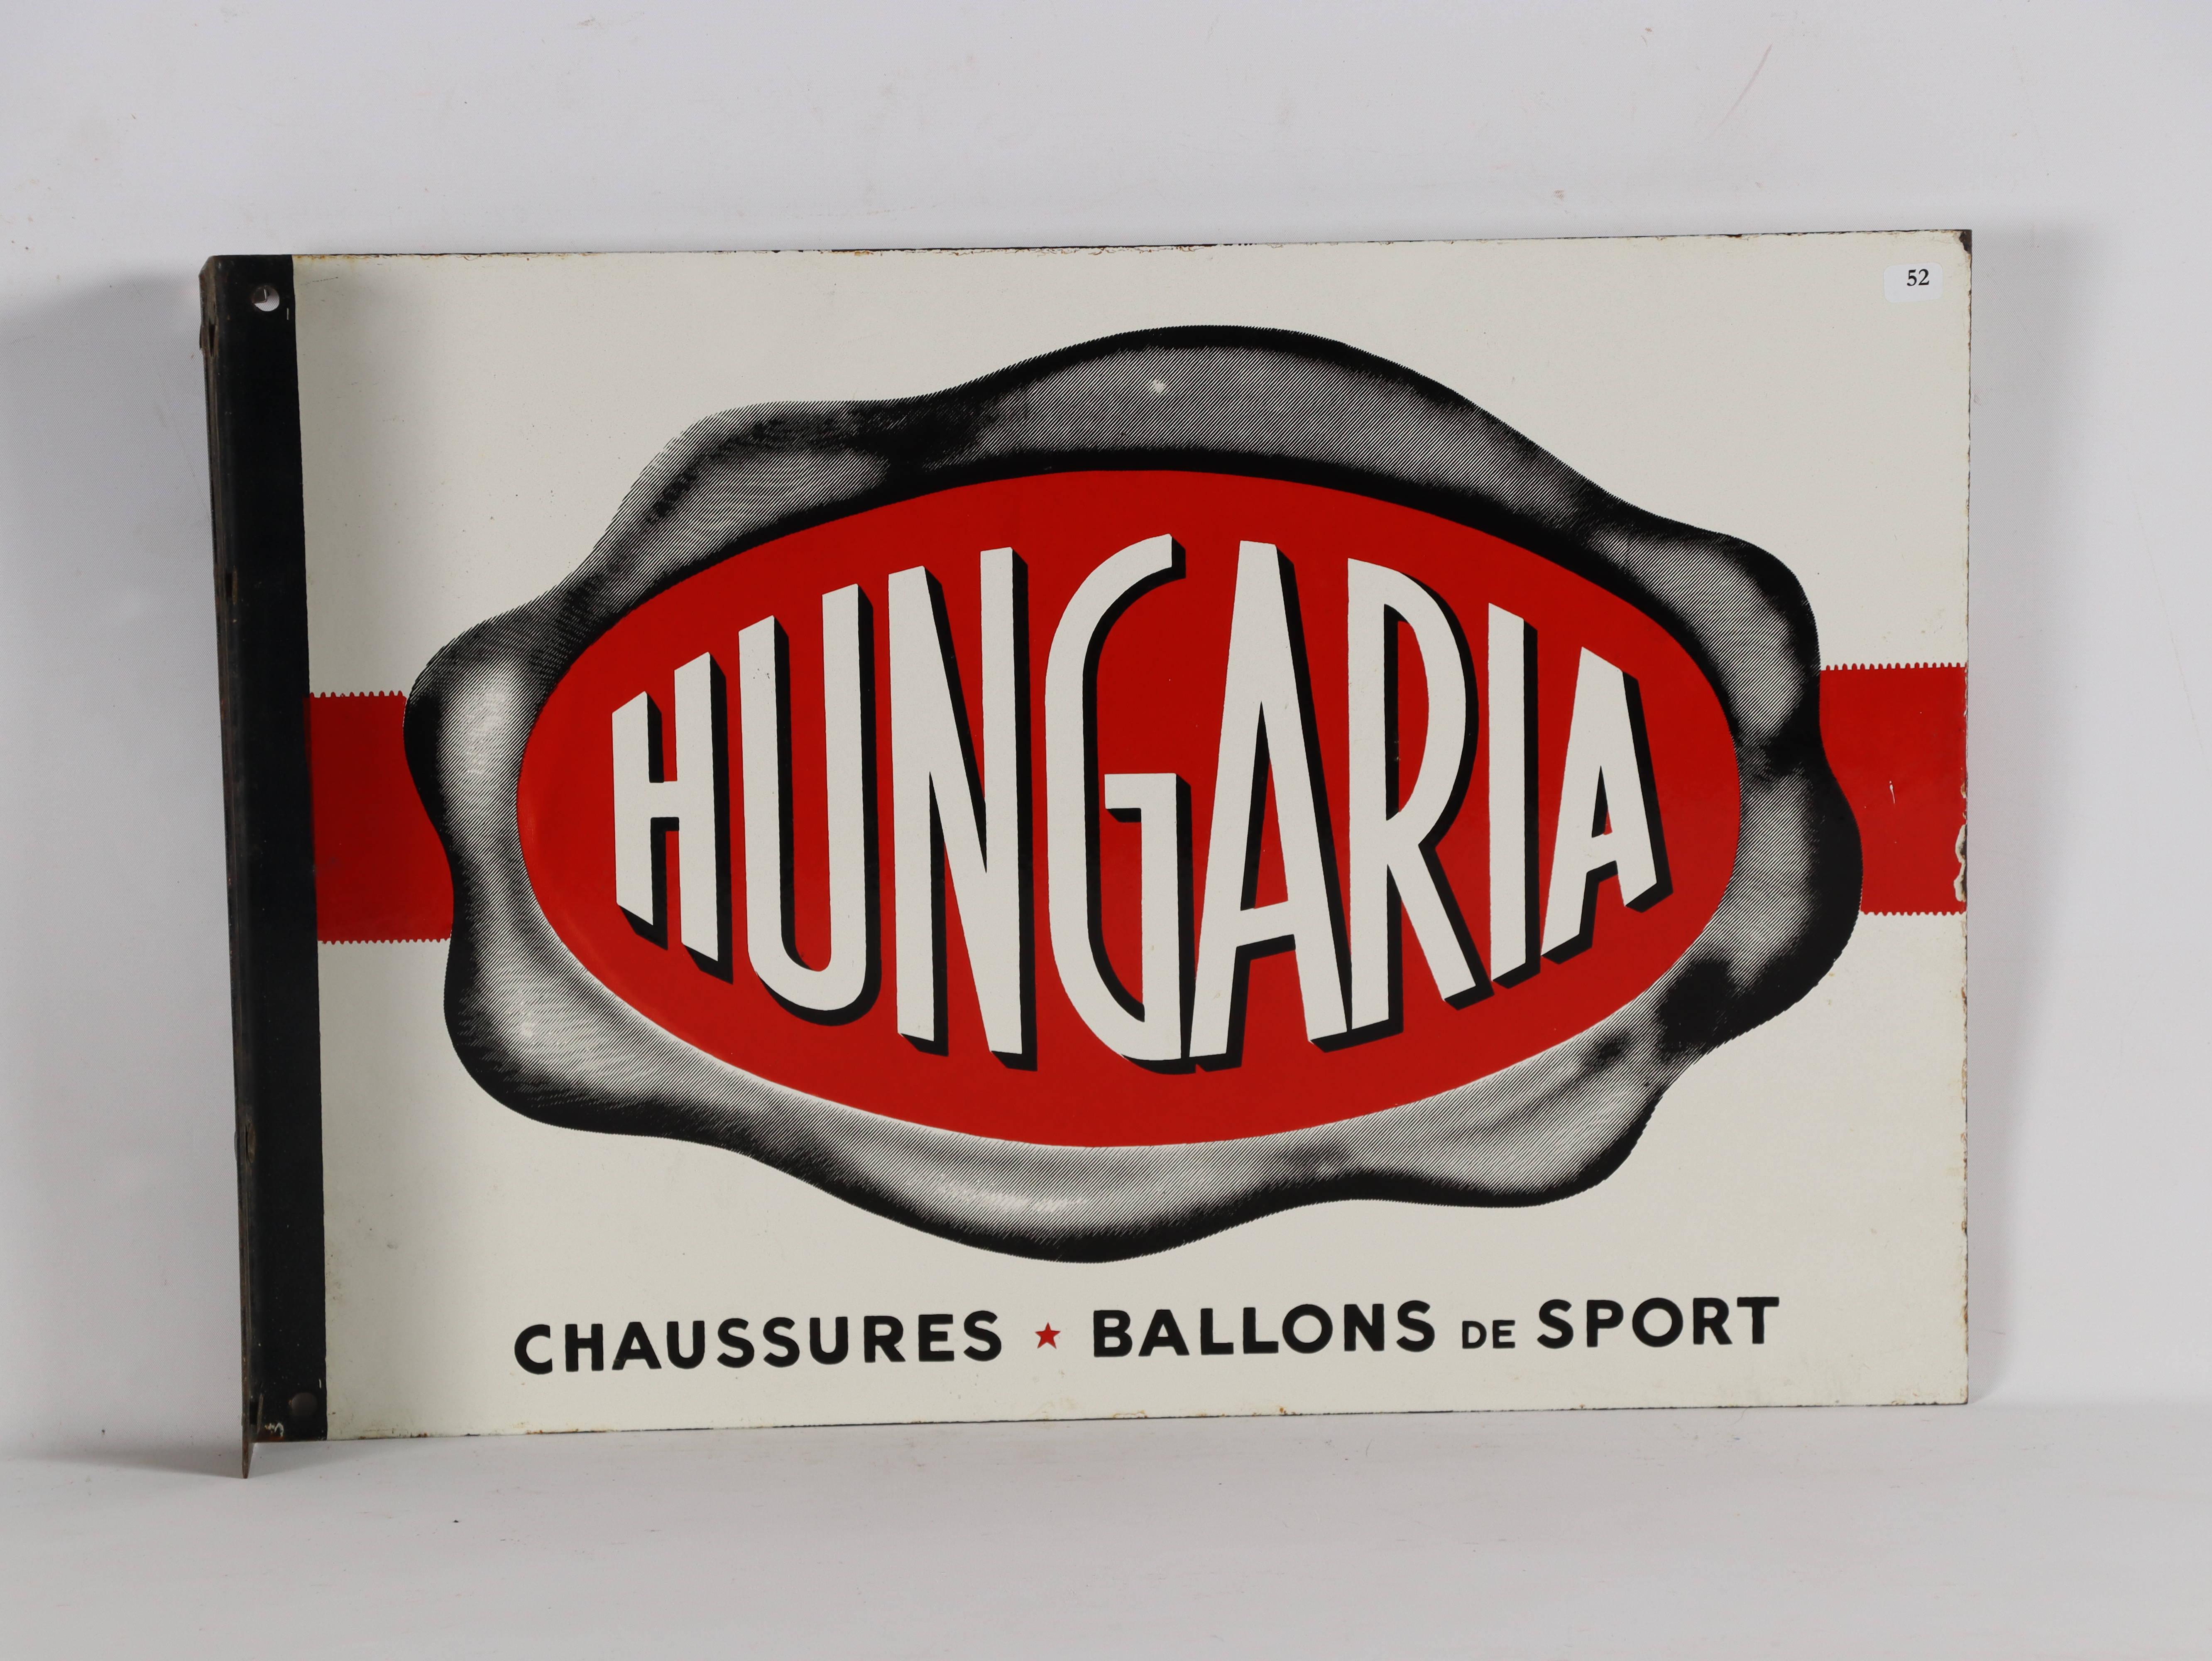 52
HUNGARIA
CHAUSSURES ★ BALLONS DE SPORT